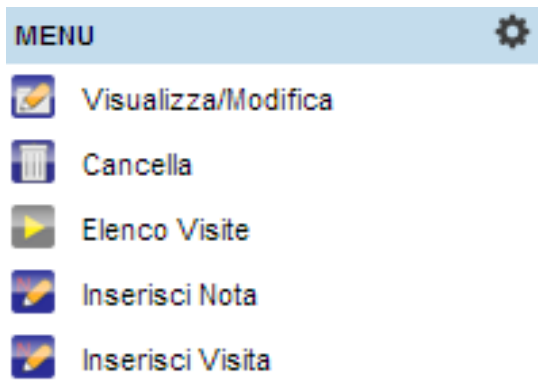 MENU
Visualizza/Modifica
Cancella
Elenco Visite
Inserisci Nota
Inserisci Visita